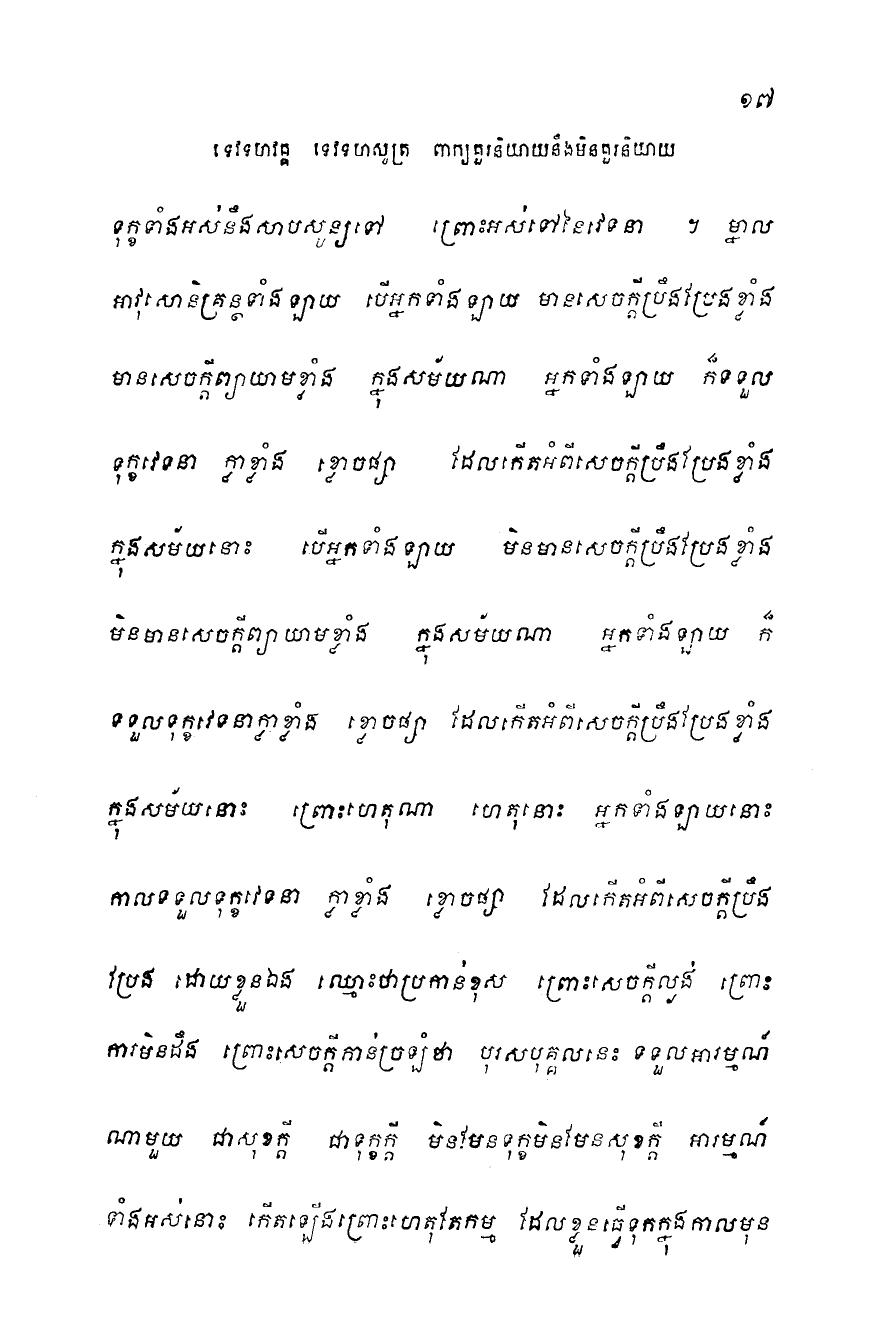 ១៧
ទេវទហវគ្គ ទេវទហសូត្រ ពាក្យគួរនិយាយនឹងមិនគួរនិយាយ
ទុក្ខទាំងអស់នឹងសាបសូន្យទៅ ព្រោះអស់ទៅនៃវេទនា ។ ម្នាល
អាវុសោនិគ្រន្ថទាំងឡាយ បើអ្នកទាំងឡាយ មានសេចក្តីប្រឹងប្រែងខ្លាំង
មានសេចក្តីព្យាយាមខ្លាំង ក្នុងសម័យណា អ្នកទាំងឡាយ ក៏ទទួល
ទុក្ខវេទនា ក្លាខ្លាំង ខ្លោចផ្សា ដែលកើតអំពីសេចក្តីប្រឹងប្រែងខ្លាំង
ក្នុងសម័យនោះ បើអ្នកទាំងឡាយ មិនមានសេចក្តីប្រឹងប្រែងខ្លាំង
មិនមានសេចក្តីព្យាយាមខ្លាំង ក្នុងសម័យណា អ្នកទាំងឡាយ ក៏
ទទួលទុក្ខវេទនាក្លាខ្លាំង ខ្លោចផ្សា ដែលកើតអំពីសេចក្តីប្រឹងប្រែងខ្លាំង
ក្នុងសម័យនោះ ព្រោះហេតុណា ហេតុនោះ អ្នកទាំងឡាយនោះ
កាលទទួលទុក្ខវេទនា ក្លាខ្លាំង ខ្លោចផ្សា ដែលកើតអំពីសេចក្តីប្រឹង
ប្រែង ដោយខ្លួនឯង ឈ្មោះថាប្រកាន់ខុស ព្រោះសេចក្តីល្ងង់ ព្រោះ
ការមិនដឹង ព្រោះសេចក្តីកាន់ច្រឡំថា បុរសបុគ្គលនេះ ទទួលអារម្មណ៍
ណាមួយ ជាសុខក្តី ជាទុក្ខក្តី មិនមែនទុក្ខមិនមែនសុខក្តី អារម្មណ៍
ទាំងអស់នោះ កើតឡើងព្រោះហេតុតែកម្ម ដែលខ្លួនធ្វើទុកក្នុងកាលមុន